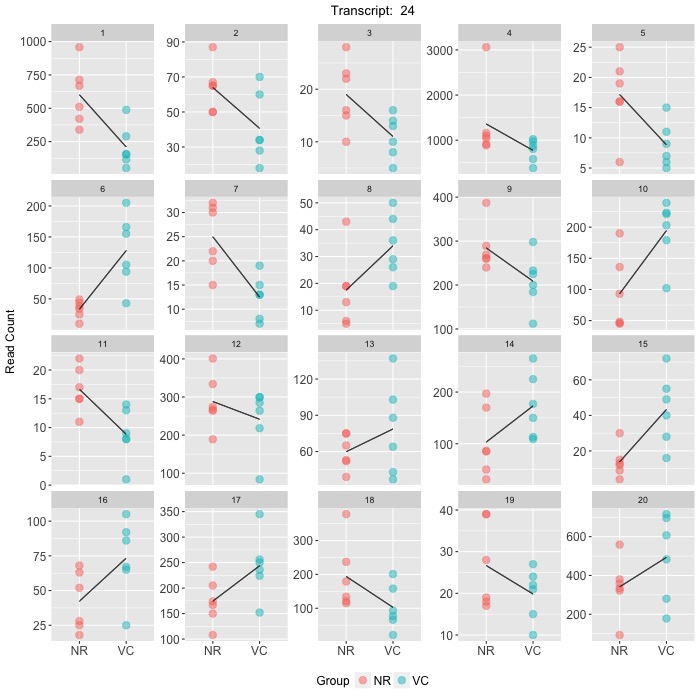 Transcript: 24
1 2 3 4 5
1000 750 500 250
90 70 50 30
20 10
3000 2000 1000
25 20 15 10 5
6 7 8 9 10
200 150 100 50
30 25 20 15 10
50 40 30 20 10
400 300 200 100
200 150 100 50
Read Count
11 12 13 14 15
20 15 10 5 0
400 300 200 100
120 90 60
200 100
60 40 20
16 17 18 19 20
100 75 50 25
350 300 250 200 150 100
300 200 100
40 30 20 10
600 400 200
NR VC NR VC NR VC NR VC NR VC
Group NR VC